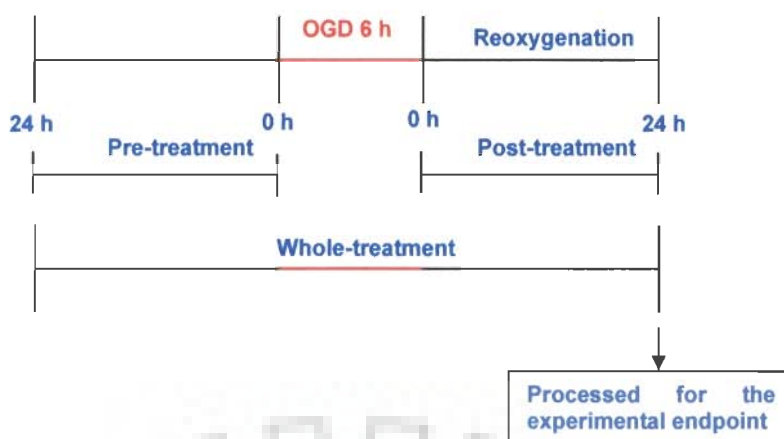 OGD 6 h
Reoxygenation
24 h
0 h
0 h
24 h
Pre-treatment
Post-treatment
Whole-treatment
Processed for the
experimental endpoint